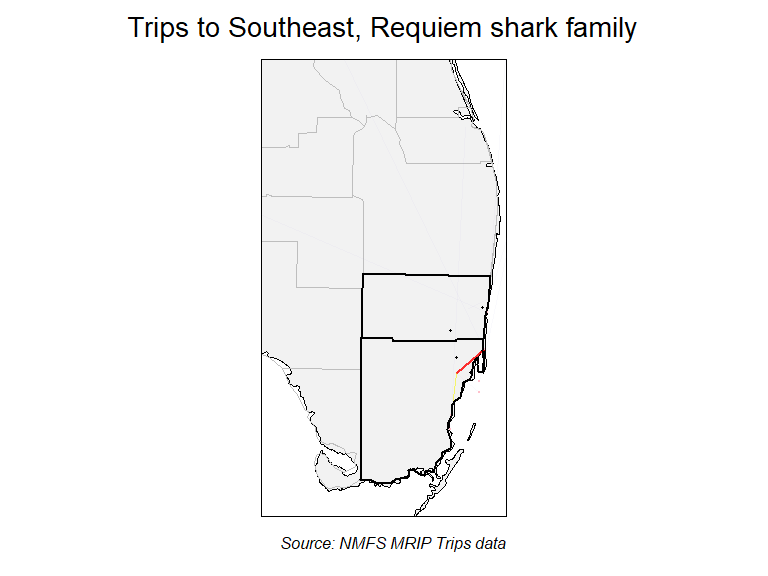 Trips to Southeast, Requiem shark family
Source: NMFS MRIP Trips data